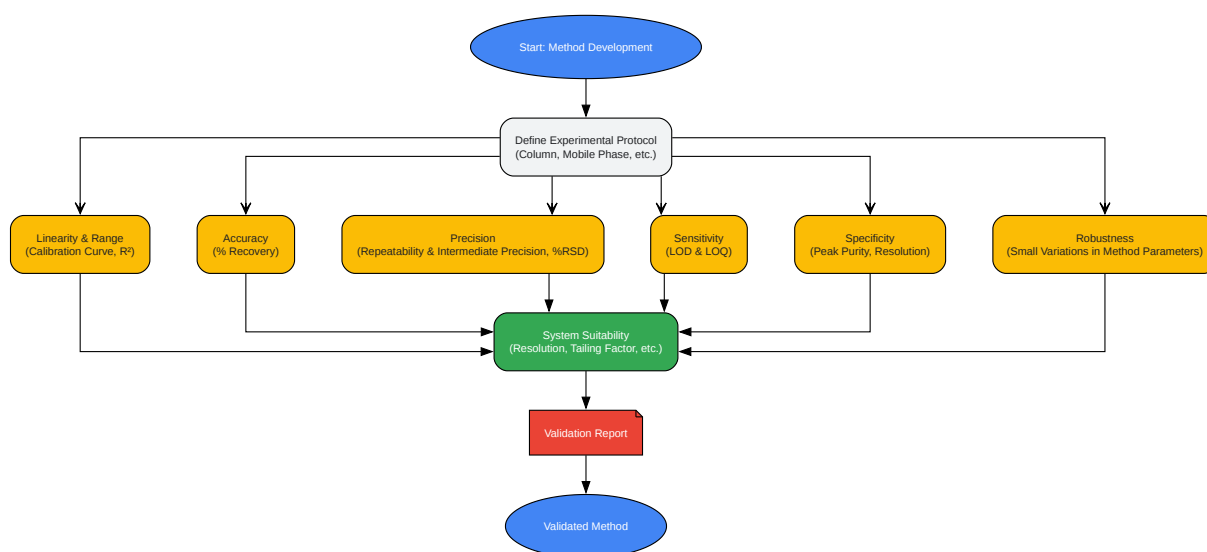 Start: Method Development
Define Experimental Protocol
(Column, Mobile Phase, etc.)
Linearity & Range
(Calibration Curve, R²)
Accuracy
(% Recovery)
Precision
(Repeatability & Intermediate Precision, %RSD)
Sensitivity
(LOD & LOQ)
Specificity
(Peak Purity, Resolution)
Robustness
(Small Variations in Method Parameters)
System Suitability
(Resolution, Tailing Factor, etc.)
Validation Report
Validated Method